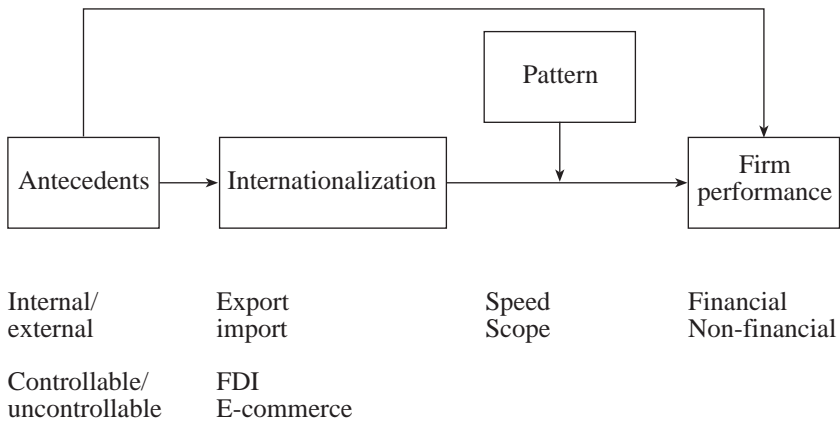 Pattern
Antecedents
Internationalization
Firm
performance
Internal/
external
Controllable/
uncontrollable
Export
import
FDI
E-commerce
Speed
Scope
Financial
Non-financial